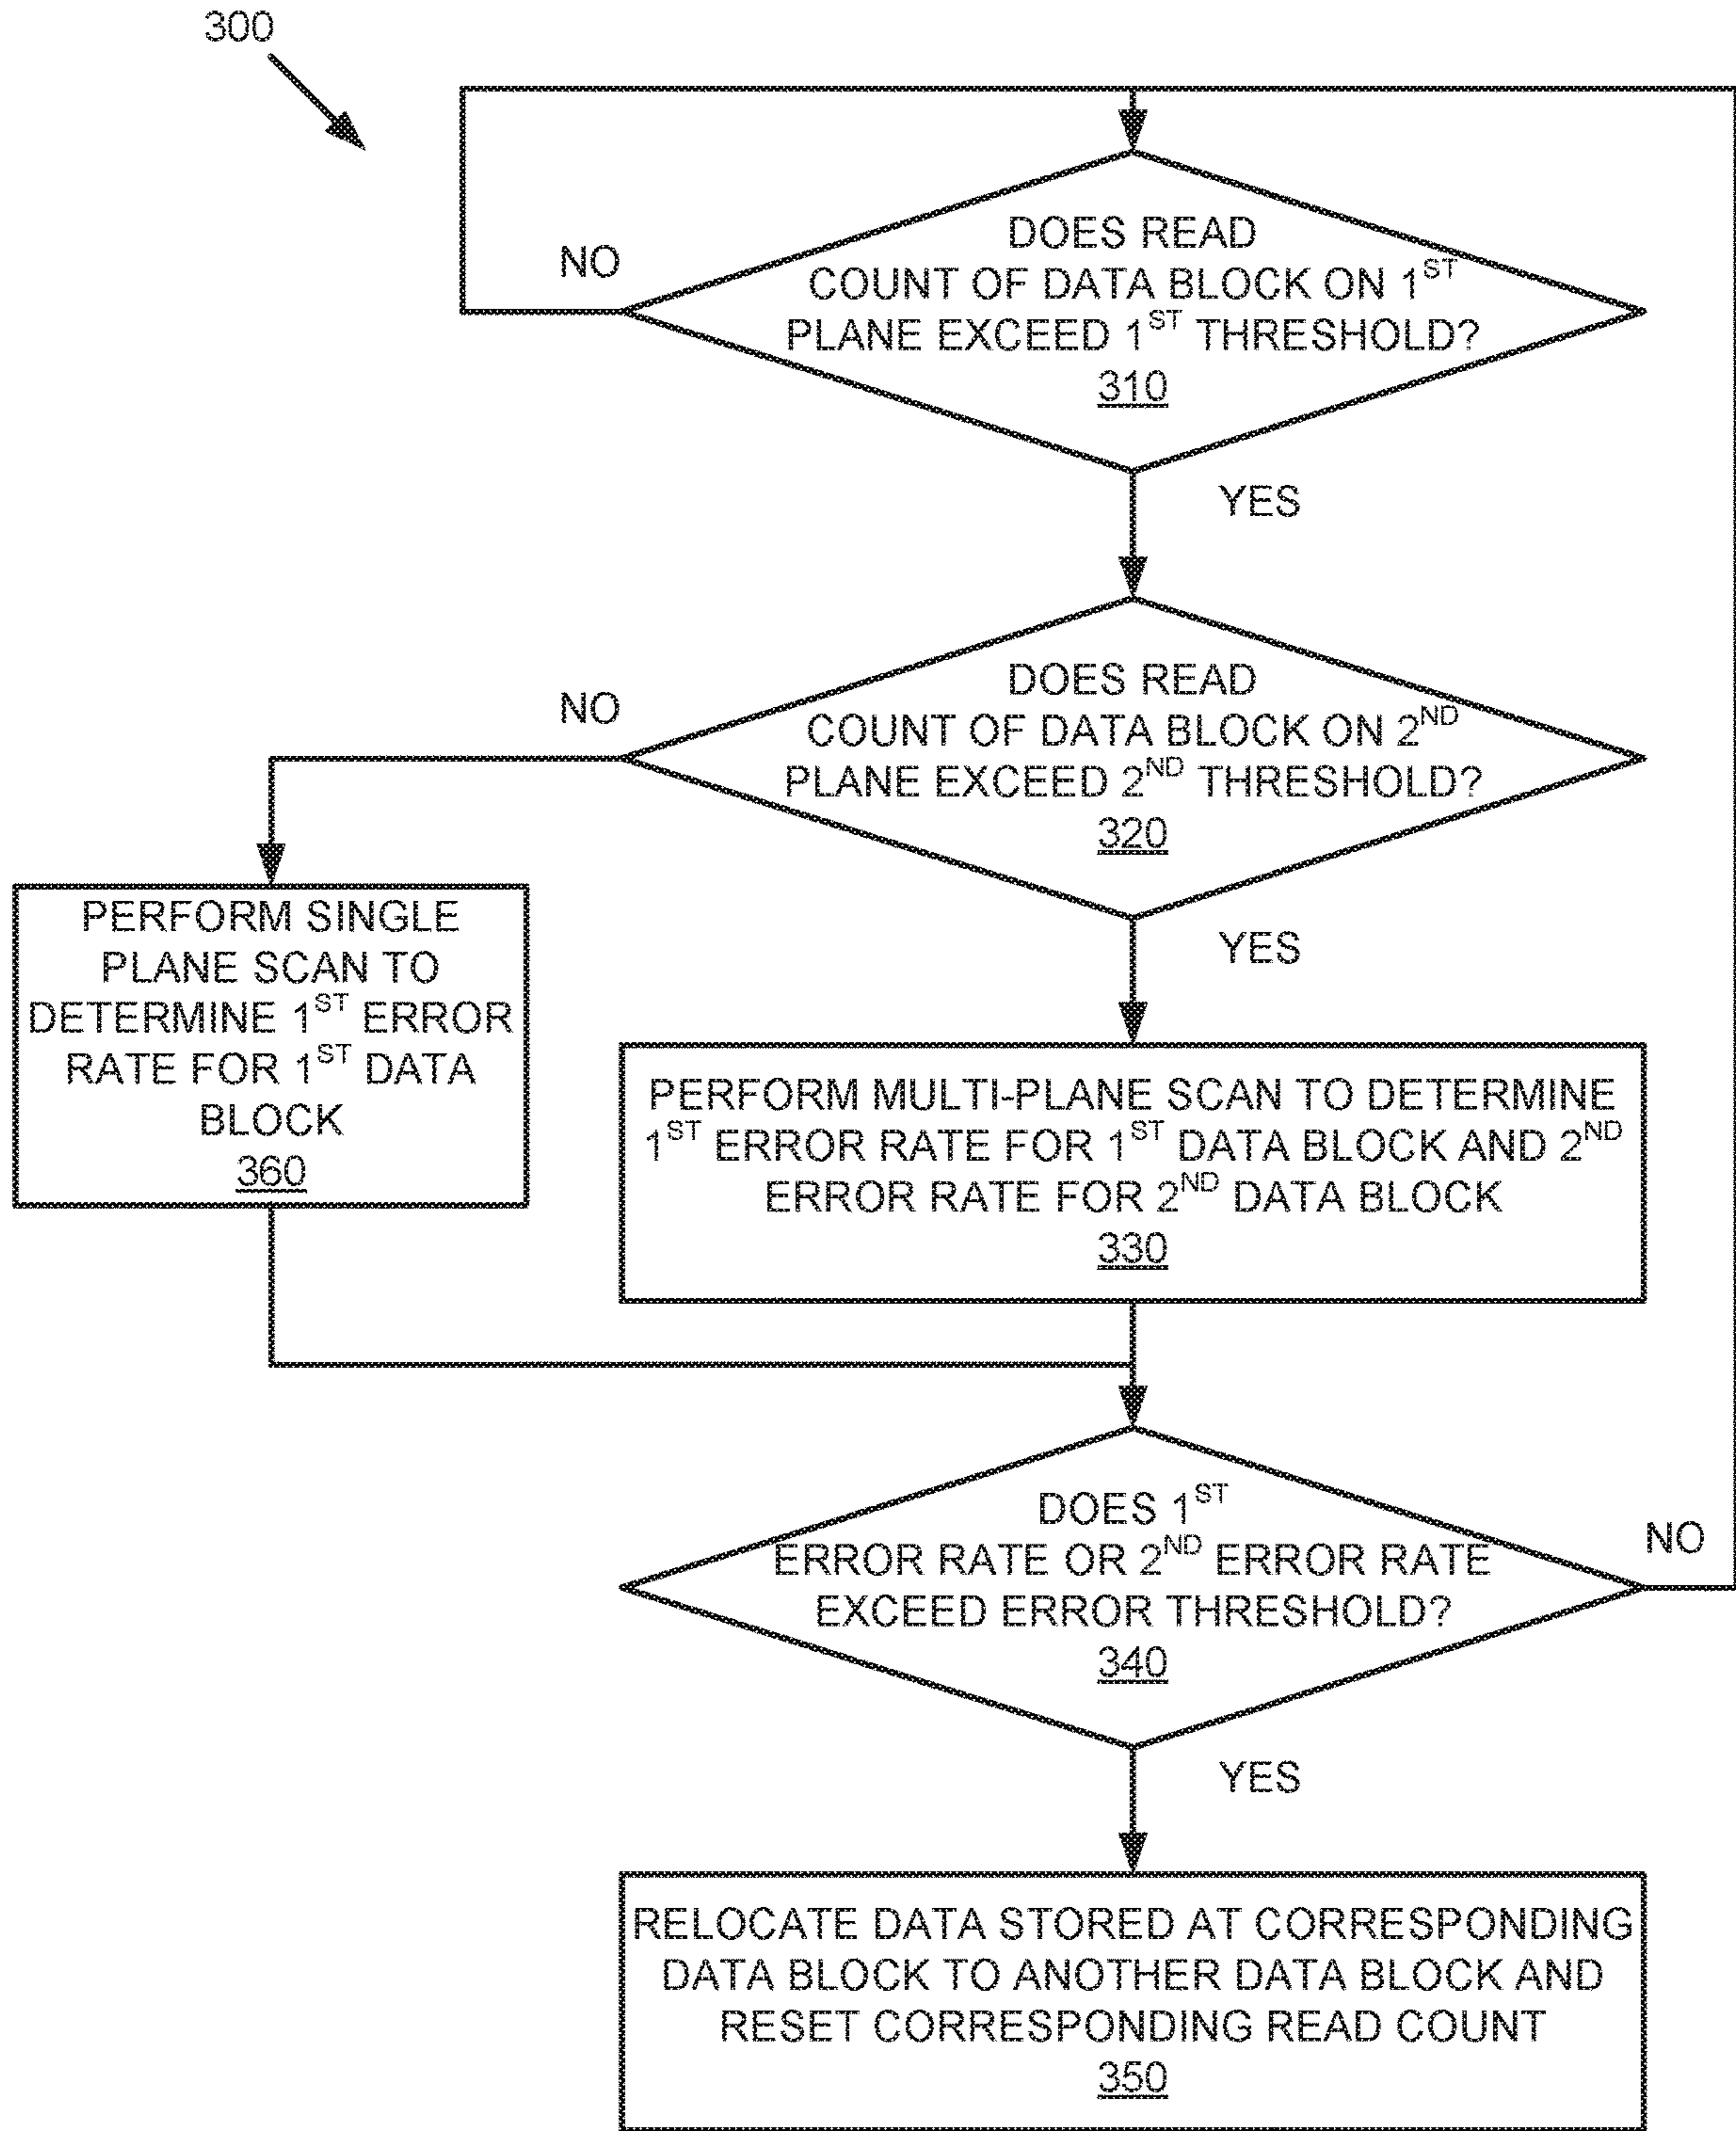 300
DOES READ
COUNT OF DATA BLOCK ON 1ST
PLANE EXCEED 1ST THRESHOLD?
310
NO
YES
DOES READ
COUNT OF DATA BLOCK ON 2ND
PLANE EXCEED 2ND THRESHOLD?
320
NO
YES
PERFORM SINGLE
PLANE SCAN TO
DETERMINE 1ST ERROR
RATE FOR 1ST DATA
BLOCK
360
PERFORM MULTI-PLANE SCAN TO DETERMINE
1ST ERROR RATE FOR 1ST DATA BLOCK AND 2ND
ERROR RATE FOR 2ND DATA BLOCK
330
DOES 1ST
ERROR RATE OR 2ND ERROR RATE
EXCEED ERROR THRESHOLD?
340
NO
YES
RELOCATE DATA STORED AT CORRESPONDING
DATA BLOCK TO ANOTHER DATA BLOCK AND
RESET CORRESPONDING READ COUNT
350